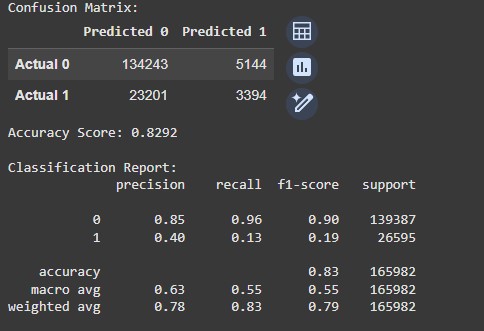 Confusion Matrix:
Predicted 0 Predicted 1
Actual 0 134243 5144
Actual 1 23201 3394
Accuracy Score: 0.8292
Classification Report:
precision recall f1-score support
0 0.85 0.96 0.90 139387
1 0.40 0.13 0.19 26595
accuracy 0.83 165982
macro avg 0.63 0.55 0.55 165982
weighted avg 0.78 0.83 0.79 165982